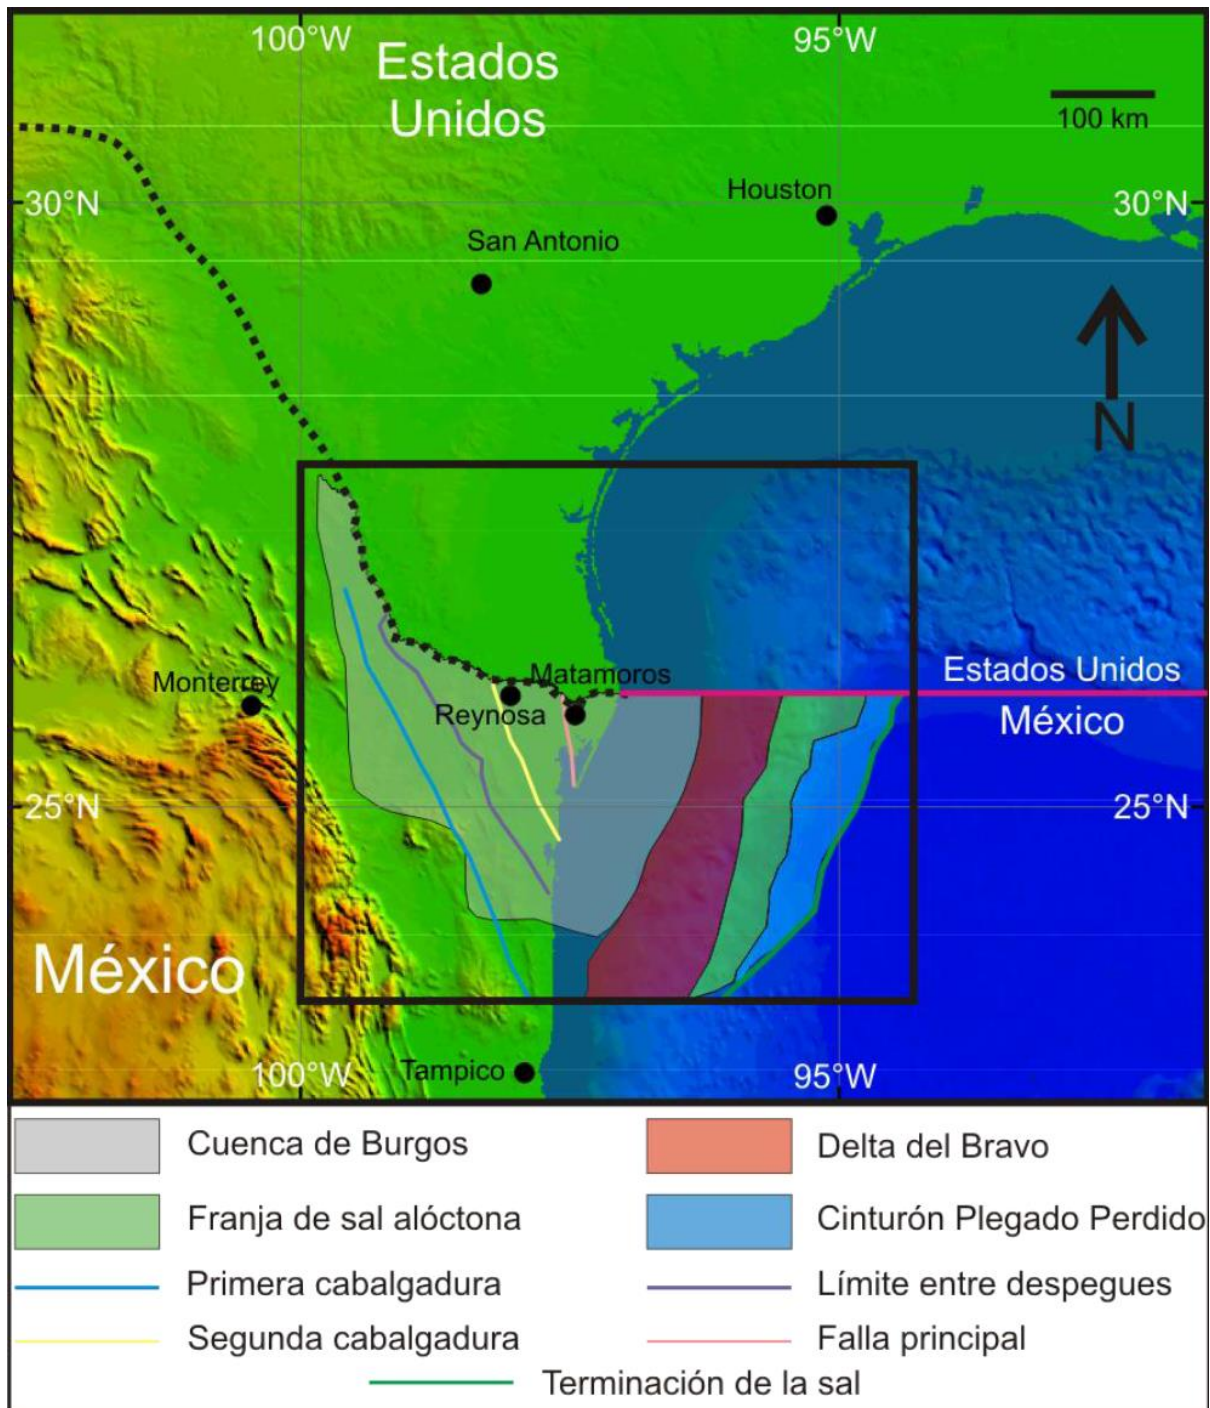 100°W
95°W
Estados
Unidos
100 km
Houston
30°N
30°N
San Antonio
N
Matamoros
Estados Unidos
Monterrey
Reynosa
México
25°N
25°N
México
Tampico
100°W
95°W
Cuenca de Burgos
Delta del Bravo
Franja de sal alóctona
Cinturón Plegado Perdido
Primera cabalgadura
Límite entre despegues
Segunda cabalgadura
Falla principal
Terminación de la sal